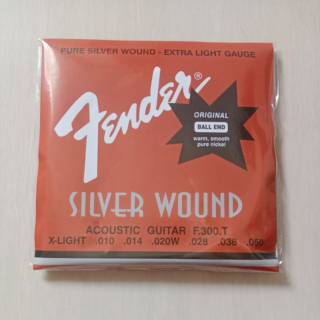 PURE SILVER WOUND - EXTRA LIGHT GAUGE
Fender®
ORIGINAL
BALL END
warm, smooth
pure nickel
SILVER WOUND
ACOUSTIC GUITAR F.300.T
X-LIGHT .010 .014 .020W .028 .036 .050